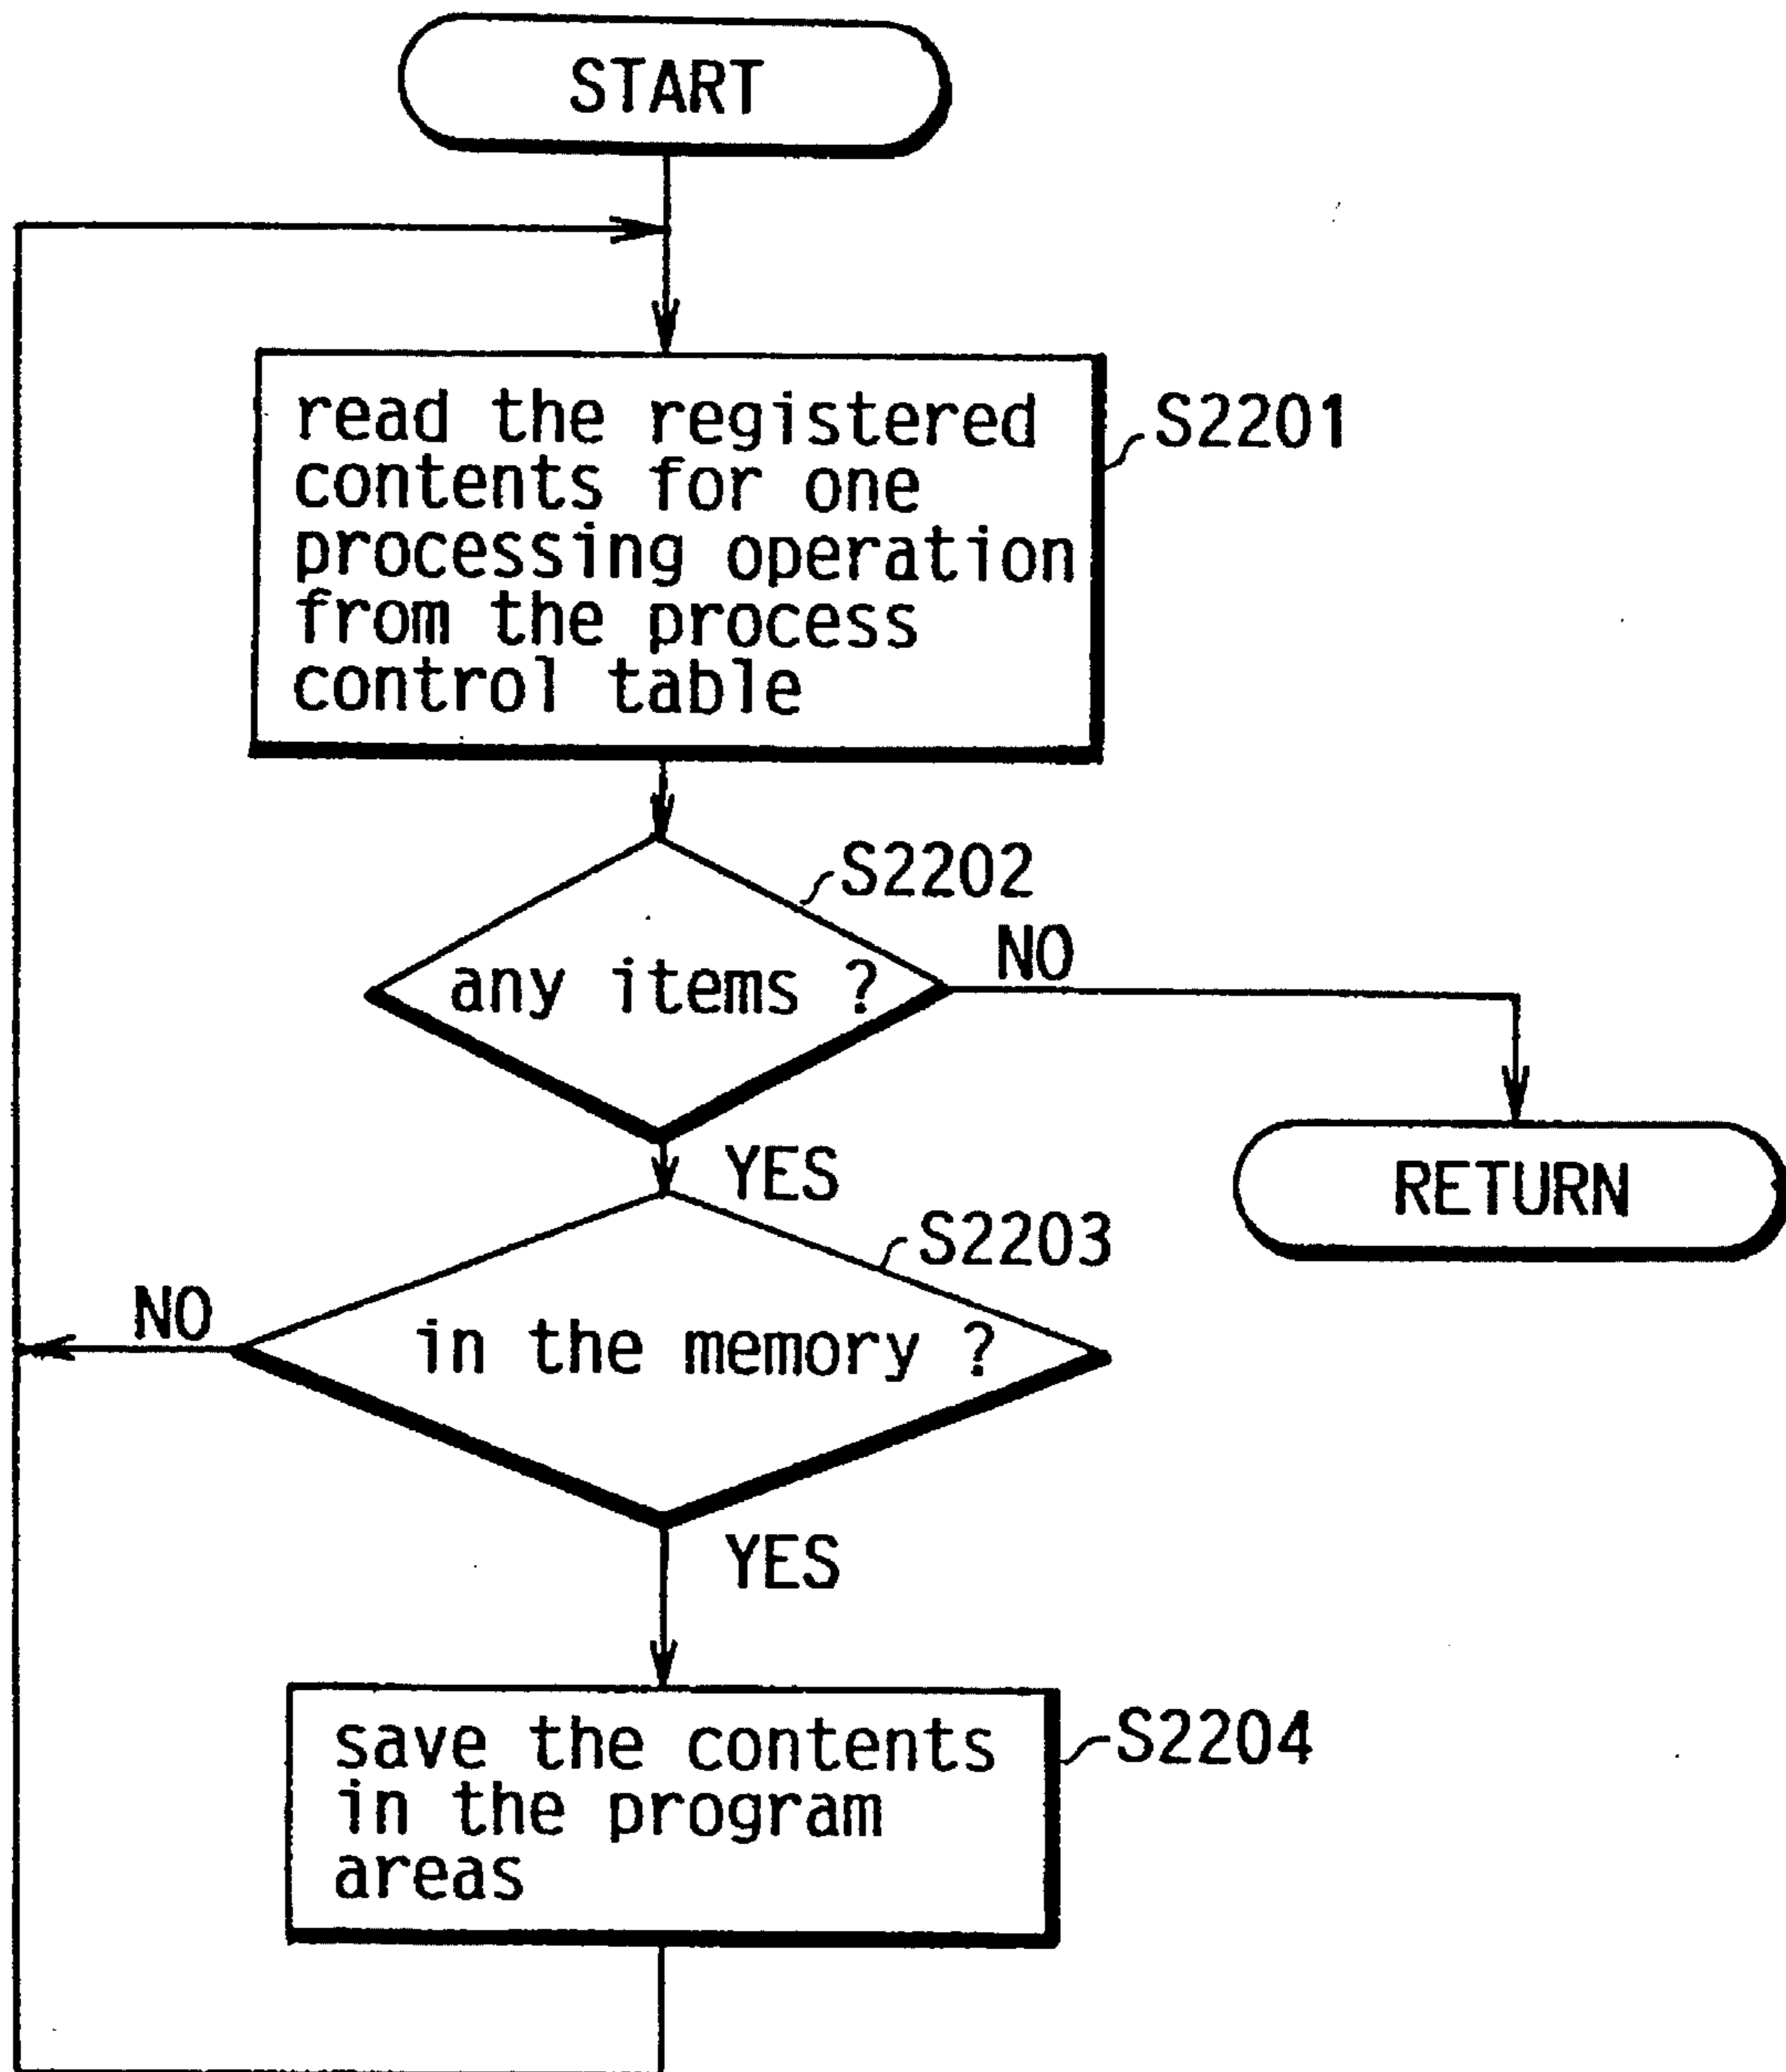 START
read the registered
contents for one
processing operation
from the process
control table
S2201
S2202
any items ?
NO
YES
RETURN
S2203
NO
in the memory ?
YES
save the contents
in the program
areas
S2204